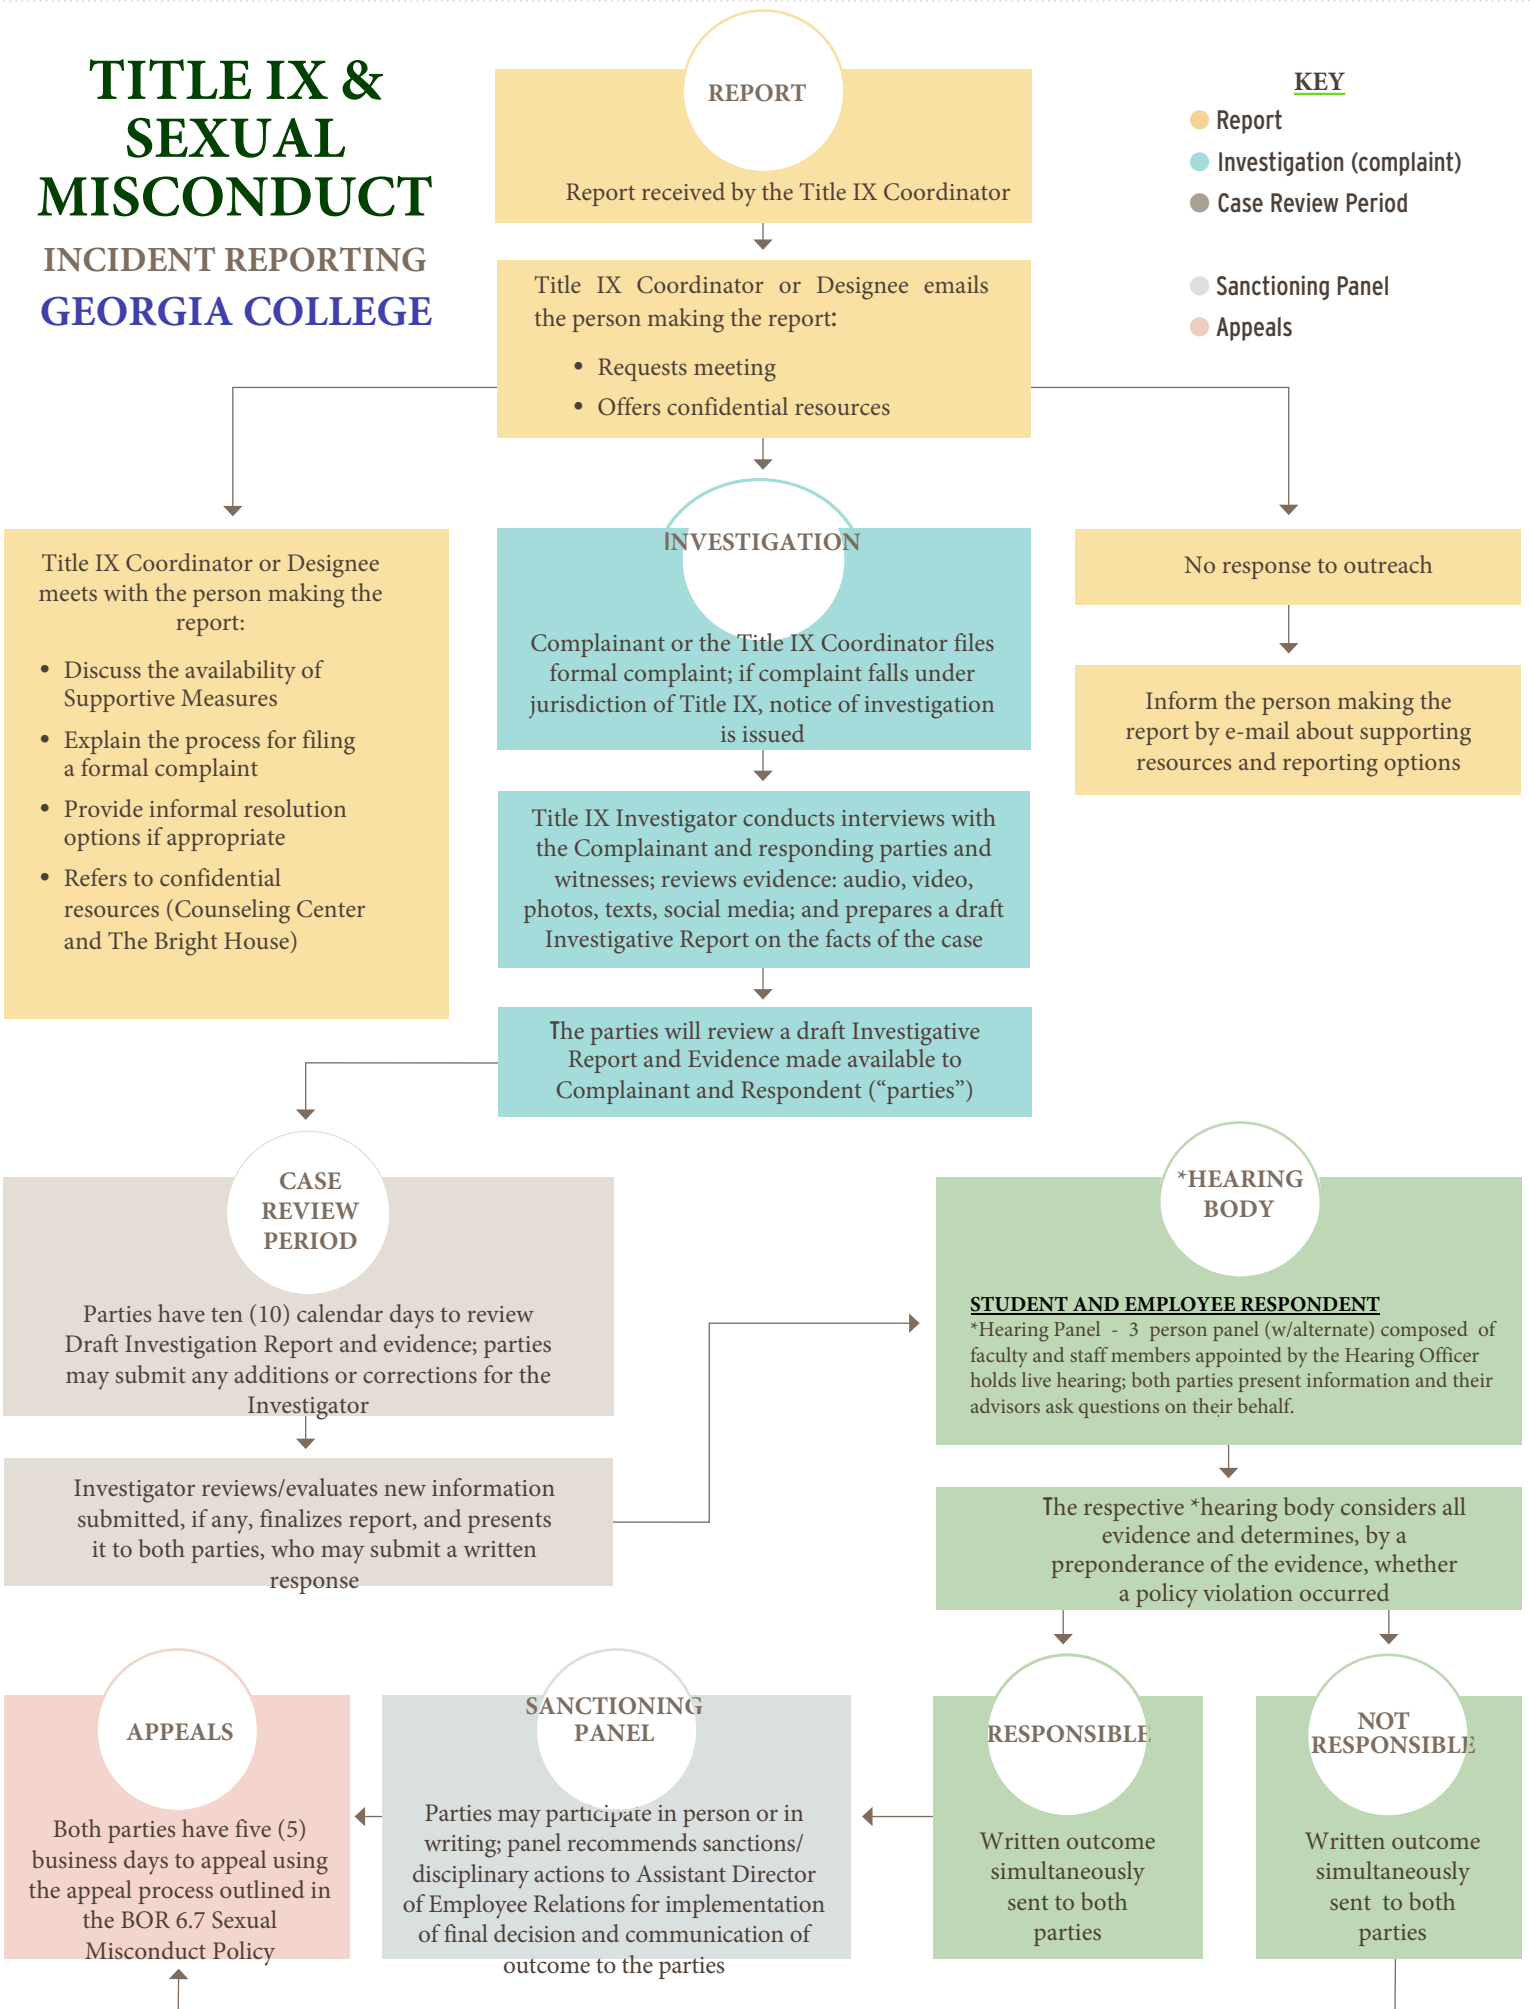 TITLE IX &
SEXUAL
MISCONDUCT
INCIDENT REPORTING
GEORGIA COLLEGE
REPORT
Report received by the Title IX Coordinator
KEY
Report
Investigation (complaint)
Case Review Period
Sanctioning Panel
Appeals
Title IX Coordinator or Designee emails
the person making the report:
• Requests meeting
• Offers confidential resources
Title IX Coordinator or Designee
meets with the person making the
report:
• Discuss the availability of
Supportive Measures
• Explain the process for filing
a formal complaint
• Provide informal resolution
options if appropriate
• Refers to confidential
resources (Counseling Center
and The Bright House)
INVESTIGATION
Complainant or the Title IX Coordinator files
formal complaint; if complaint falls under
jurisdiction of Title IX, notice of investigation
is issued
No response to outreach
Inform the person making the
report by e-mail about supporting
resources and reporting options
Title IX Investigator conducts interviews with
the Complainant and responding parties and
witnesses; reviews evidence: audio, video,
photos, texts, social media; and prepares a draft
Investigative Report on the facts of the case
The parties will review a draft Investigative
Report and Evidence made available to
Complainant and Respondent (“parties”)
CASE
REVIEW
PERIOD
Parties have ten (10) calendar days to review
Draft Investigation Report and evidence; parties
may submit any additions or corrections for the
Investigator
Investigator reviews/evaluates new information
submitted, if any, finalizes report, and presents
it to both parties, who may submit a written
response
*HEARING
BODY
STUDENT AND EMPLOYEE RESPONDENT
*Hearing Panel - 3 person panel (w/alternate) composed of
faculty and staff members appointed by the Hearing Officer
holds live hearing; both parties present information and their
advisors ask questions on their behalf.
The respective *hearing body considers all
evidence and determines, by a
preponderance of the evidence, whether
a policy violation occurred
APPEALS
Both parties have five (5)
business days to appeal using
the appeal process outlined in
the BOR 6.7 Sexual
Misconduct Policy
SANCTIONING
PANEL
Parties may participate in person or in
writing; panel recommends sanctions/
disciplinary actions to Assistant Director
of Employee Relations for implementation
of final decision and communication of
outcome to the parties
RESPONSIBLE
Written outcome
simultaneously
sent to both
parties
NOT
RESPONSIBLE
Written outcome
simultaneously
sent to both
parties